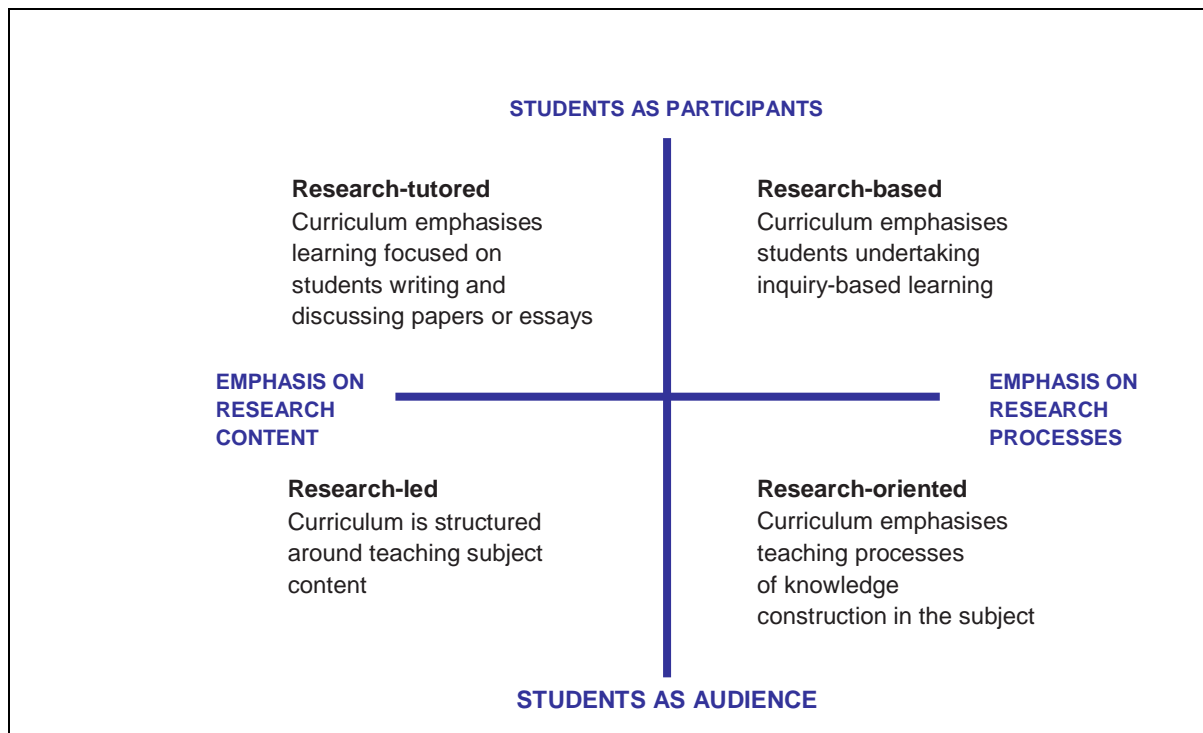 STUDENTS AS PARTICIPANTS
Research-tutored
Curriculum emphasises
learning focused on
students writing and
discussing papers or essays
Research-based
Curriculum emphasises
students undertaking
inquiry-based learning
EMPHASIS ON
RESEARCH
CONTENT
EMPHASIS ON
RESEARCH
PROCESSES
Research-led
Curriculum is structured
around teaching subject
content
Research-oriented
Curriculum emphasises
teaching processes
of knowledge
construction in the subject
STUDENTS AS AUDIENCE